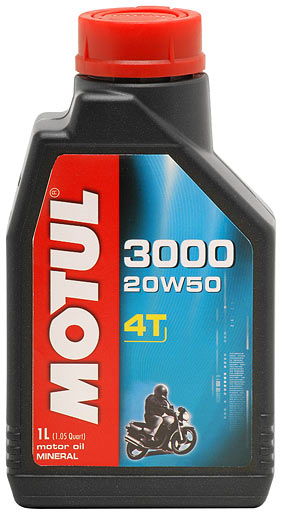 MOTUL®
3000
20W50
4T
1L (1.05 Quart)
motor oil
MINERAL